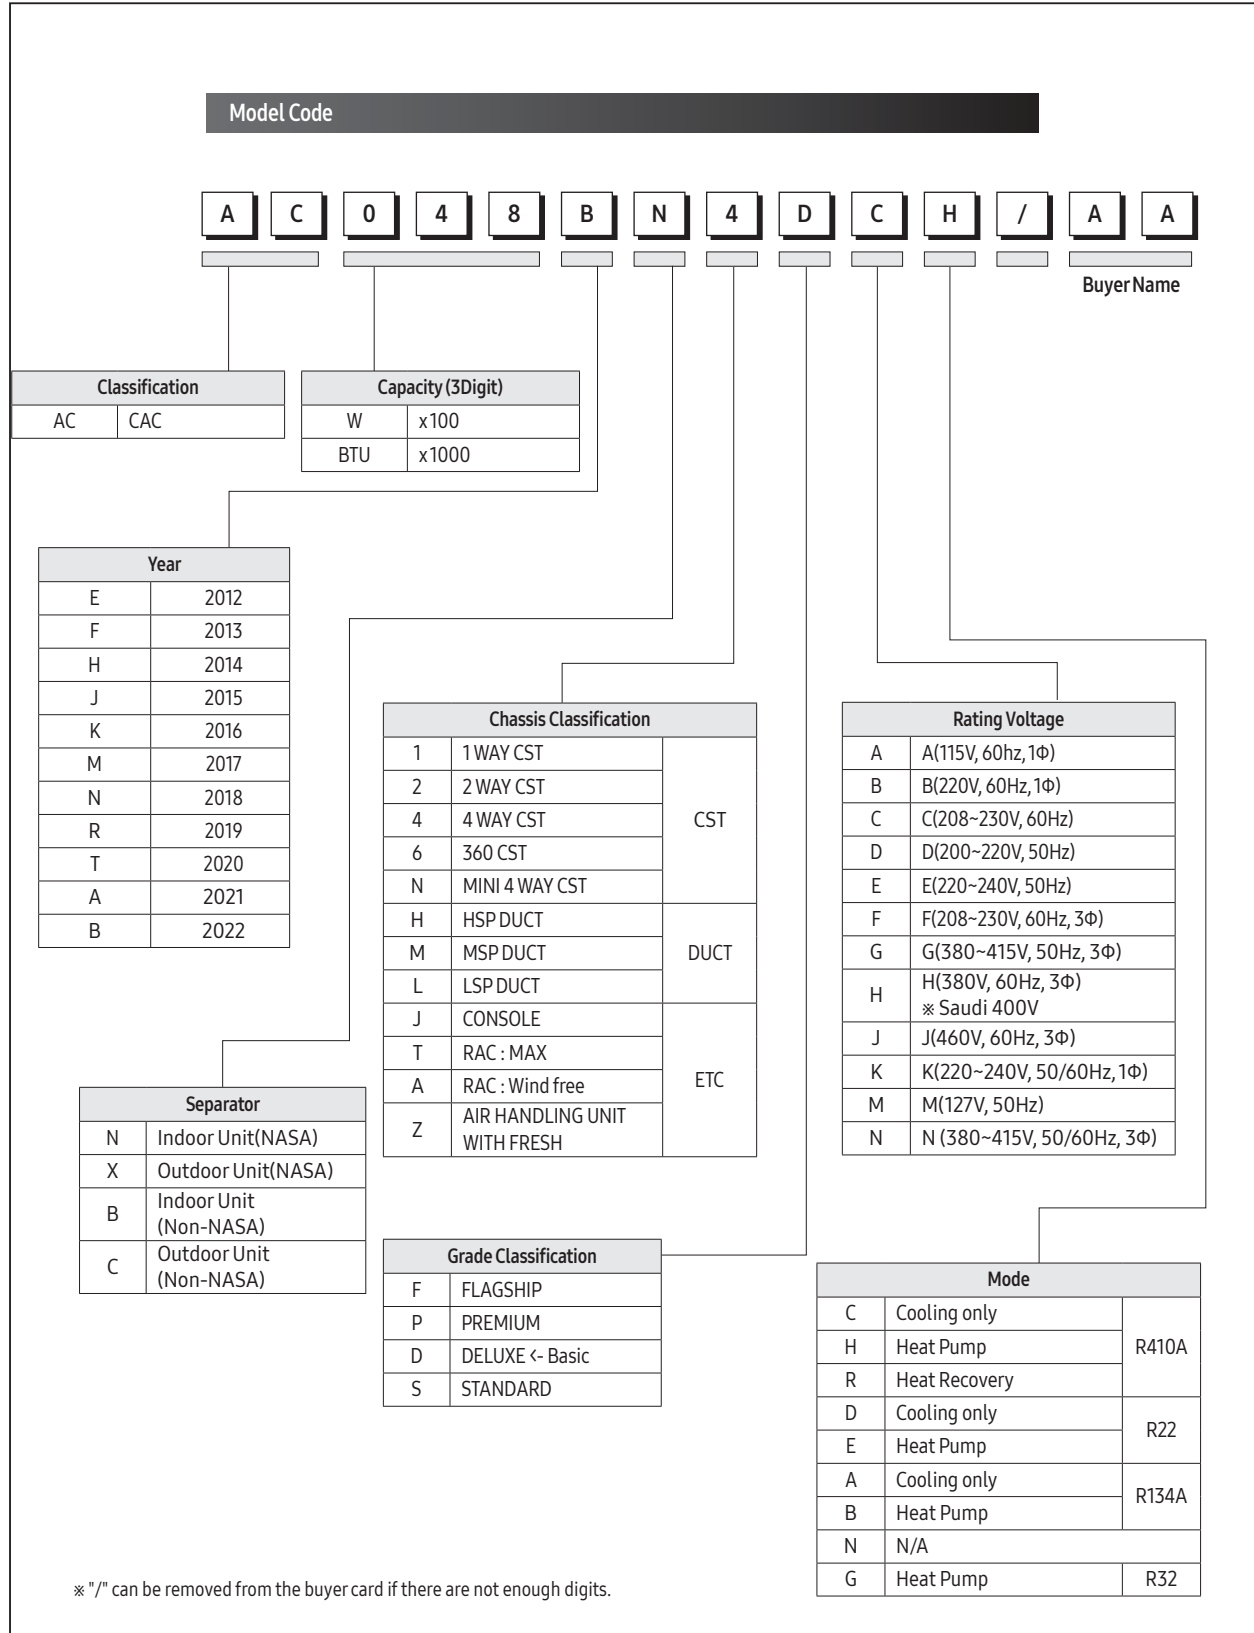 Model Code
A C 0 4 8 B N 4 D C H / A A
Buyer Name
Classification
AC CAC
Capacity (3Digit)
W x100
BTU x1000
Year
E 2012
F 2013
H 2014
J 2015
K 2016
M 2017
N 2018
R 2019
T 2020
A 2021
B 2022
Separator
N Indoor Unit(NASA)
X Outdoor Unit(NASA)
B Indoor Unit
(Non-NASA)
C Outdoor Unit
(Non-NASA)
Chassis Classification
1 1 WAY CST
2 2 WAY CST
4 4 WAY CST CST
6 360 CST
N MINI 4 WAY CST
H HSP DUCT
M MSP DUCT DUCT
L LSP DUCT
J CONSOLE
T RAC : MAX
A RAC : Wind free ETC
Z AIR HANDLING UNIT
WITH FRESH
Grade Classification
F FLAGSHIP
P PREMIUM
D DELUXE <- Basic
S STANDARD
Rating Voltage
A A(115V, 60hz, 1Φ)
B B(220V, 60Hz, 1Φ)
C C(208~230V, 60Hz)
D D(200~220V, 50Hz)
E E(220~240V, 50Hz)
F F(208~230V, 60Hz, 3Φ)
G G(380~415V, 50Hz, 3Φ)
H H(380V, 60Hz, 3Φ)
※ Saudi 400V
J J(460V, 60Hz, 3Φ)
K K(220~240V, 50/60Hz, 1Φ)
M M(127V, 50Hz)
N N (380~415V, 50/60Hz, 3Φ)
Mode
C Cooling only
H Heat Pump R410A
R Heat Recovery
D Cooling only R22
E Heat Pump
A Cooling only R134A
B Heat Pump
N N/A
G Heat Pump R32
※ "/" can be removed from the buyer card if there are not enough digits.